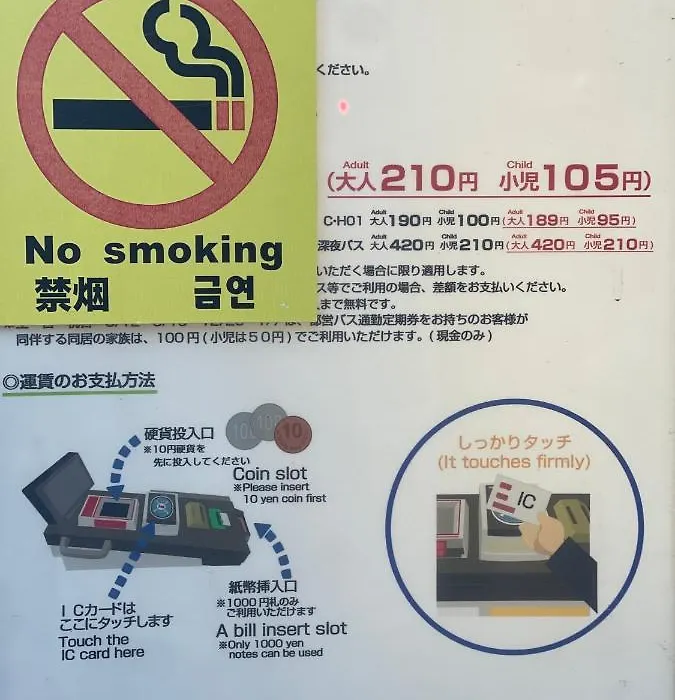 No smoking
禁烟 금연
ください。
Adult Child
(大人210円 小児105円)
Adult Child Adult Child
C-H01 大人190円 小児100円(大人189円 小児95円)
Adult Child Adult Child
深夜バス 大人420円 小児210円(大人420円 小児210円)
いただく場合に限り適用します。
ス等でご利用の場合、差額をお支払いください。
まで無料です。
は、都営バス通勤定期券をお持ちのお客様が
同伴する同居の家族は、100円(小児は50円)でご利用いただけます。(現金のみ)
◎運賃のお支払方法
硬貨投入口
※10円硬貨を
先に投入してください
10 100 10
Coin slot
※Please insert
10 yen coin first
ICカードは
ここにタッチします
Touch the
IC card here
紙幣挿入口
※1000円札のみ
ご利用いただけます
A bill insert slot
※Only 1000 yen
notes can be used
しっかりタッチ
(It touches firmly)
IC